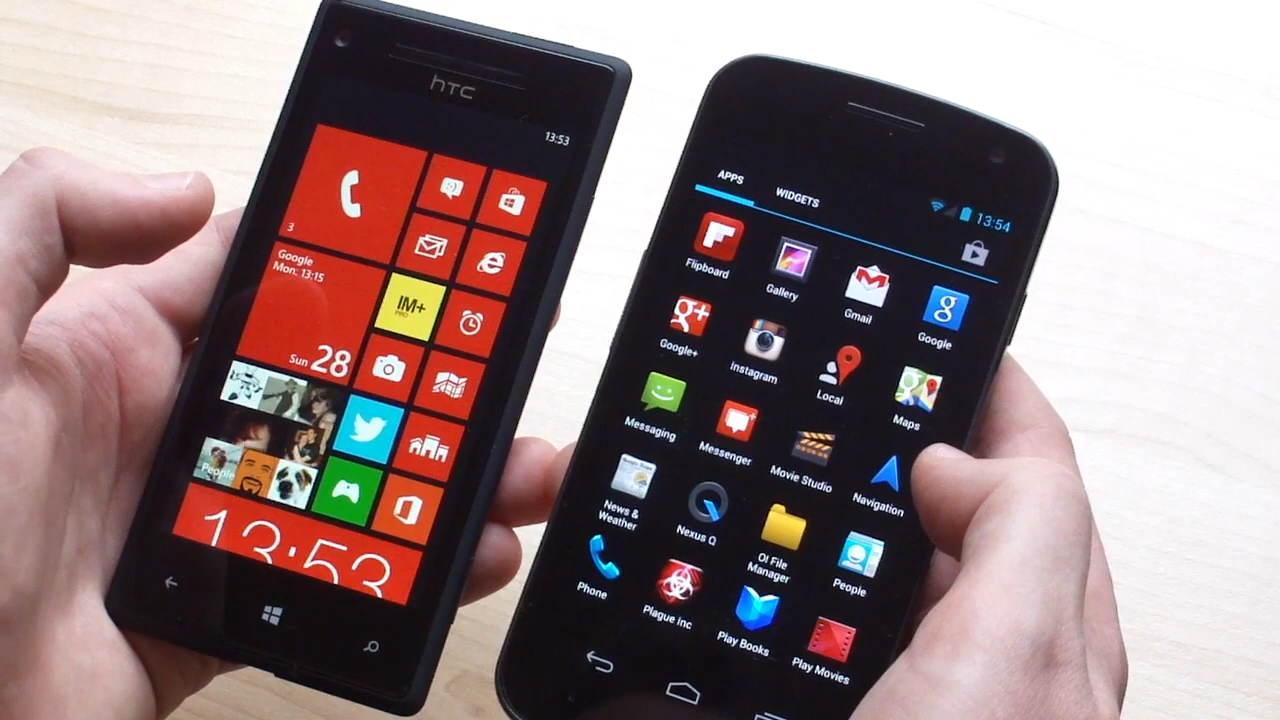 hTC
13:53
3
Google
Mon: 13:15
Sun 28
IM+
PRO
People
13:53
APPS
WIDGETS
13:54
Flipboard
Gallery
Gmail
Google
Google+
Instagram
Local
Maps
Messaging
Messenger
Movie Studio
Navigation
News &
Weather
Nexus Q
OI File
Manager
People
Phone
Plague inc
Play Books
Play Movies